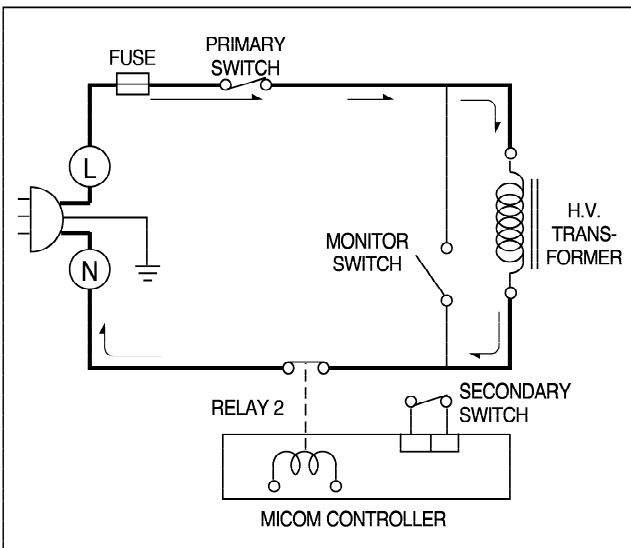 FUSE
PRIMARY
SWITCH
L
N
MONITOR
SWITCH
H.V.
TRANS-
FORMER
RELAY 2
SECONDARY
SWITCH
MICOM CONTROLLER